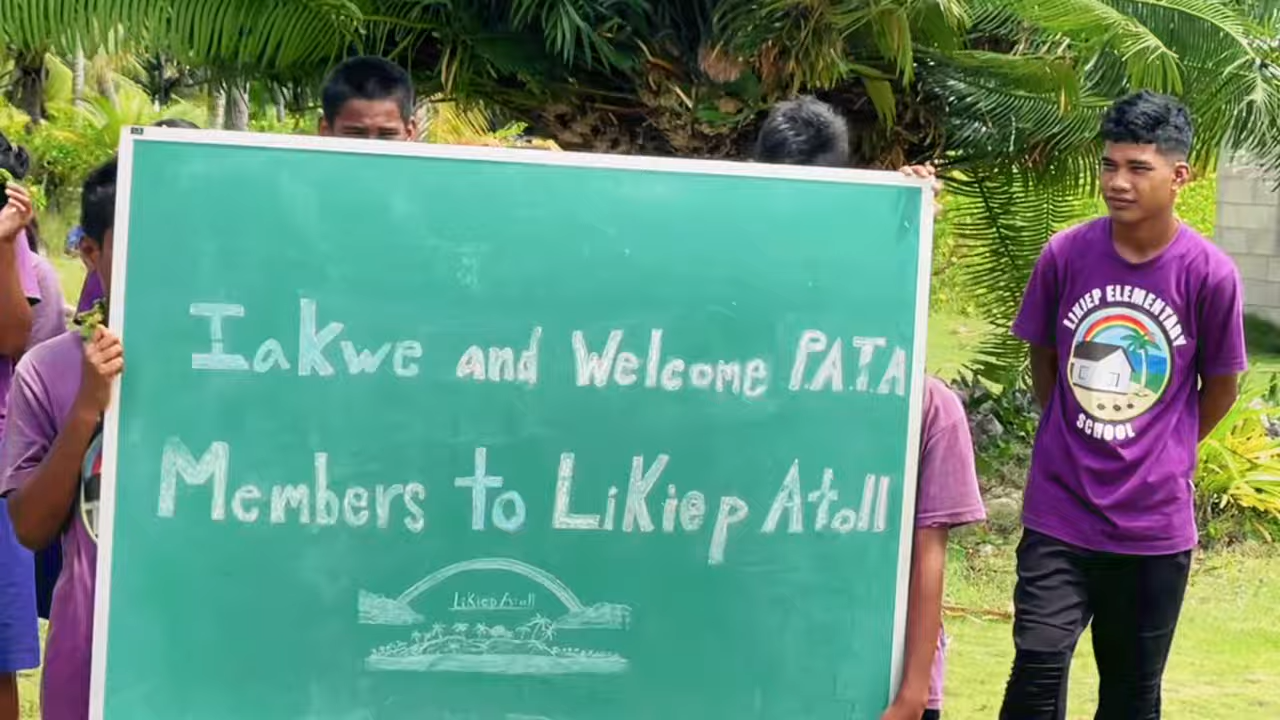 Iakwe and Welcome P.A.T.A
Members to LiKiep Atoll
LiKiep Atoll
LIKIEP ELEMENTARY
SCHOOL